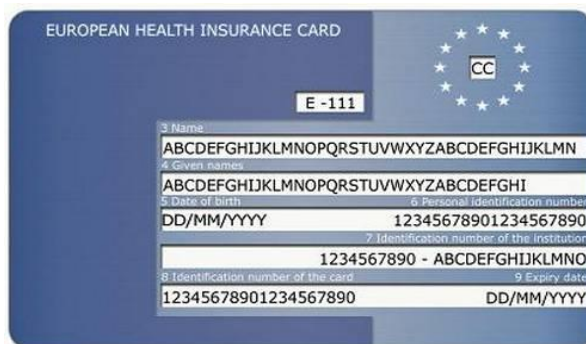 EUROPEAN HEALTH INSURANCE CARD
CC
E -111
3 Name
ABCDEFGHIJKLMNOPQRSTUVWXYZABCDEFGHIJKLMN
4 Given names
ABCDEFGHIJKLMNOPQRSTUVWXYZABCDEFGHI
5 Date of birth 6 Personal identification number
DD/MM/YYYY 12345678901234567890
7 Identification number of the institution
1234567890 - ABCDEFGHIJKLMNO
8 Identification number of the card 9 Expiry date
12345678901234567890 DD/MM/YYYY